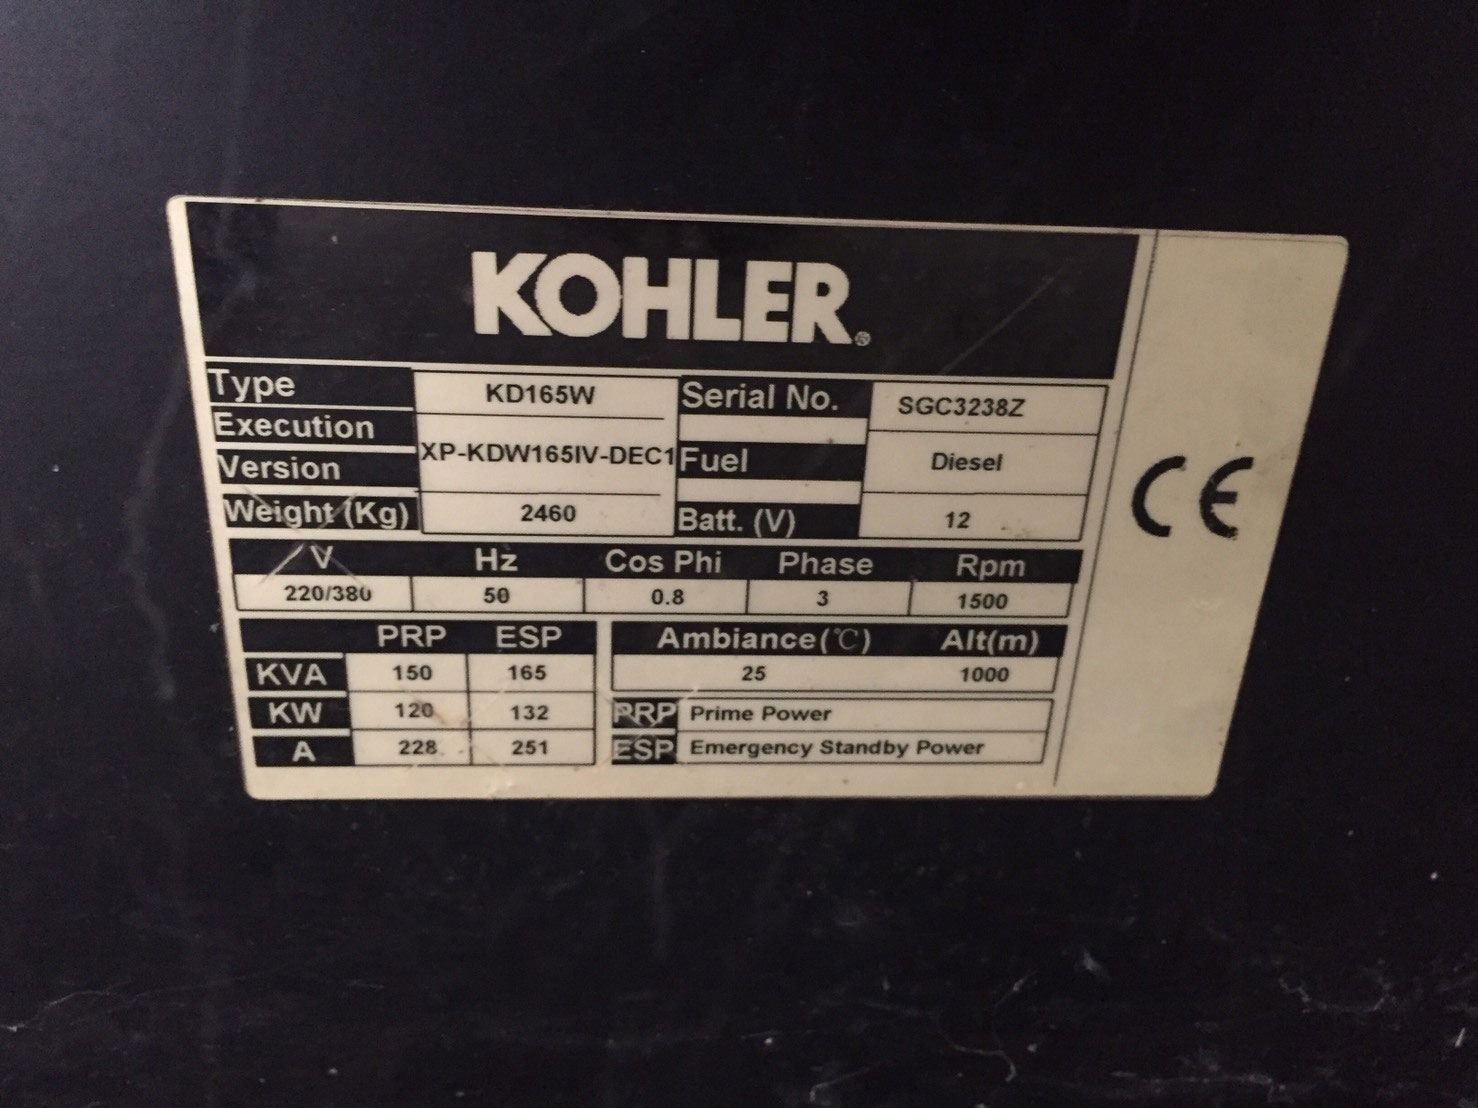 KOHLER®
Type KD165W Serial No. SGC3238Z
Execution
XP-KDW165IV-DEC1 Fuel Diesel
Version
Weight (Kg) 2460 Batt. (V) 12
V Hz Cos Phi Phase Rpm
220/380 50 0.8 3 1500
PRP ESP Ambiance(℃) Alt(m)
KVA 150 165 25 1000
KW 120 132 PRP Prime Power
A 228 251 ESP Emergency Standby Power
CE